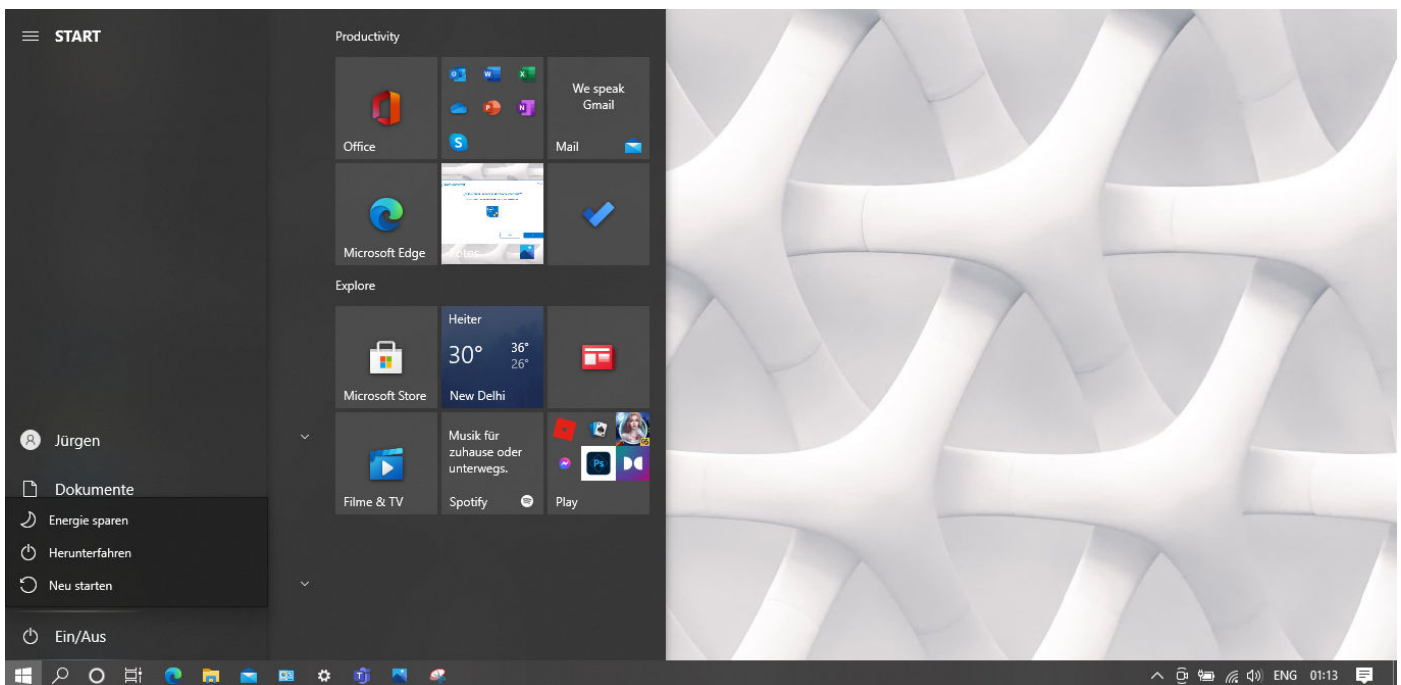 START
Productivity
Office
We speak
Gmail
Mail
Microsoft Edge
Fotos
Explore
Microsoft Store
Heiter
30°
36°
26°
New Delhi
Filme & TV
Musik für
zuhause oder
unterwegs.
Spotify
Ps
Play
Jürgen
Dokumente
Energie sparen
Herunterfahren
Neu starten
Ein/Aus
ENG
01:13